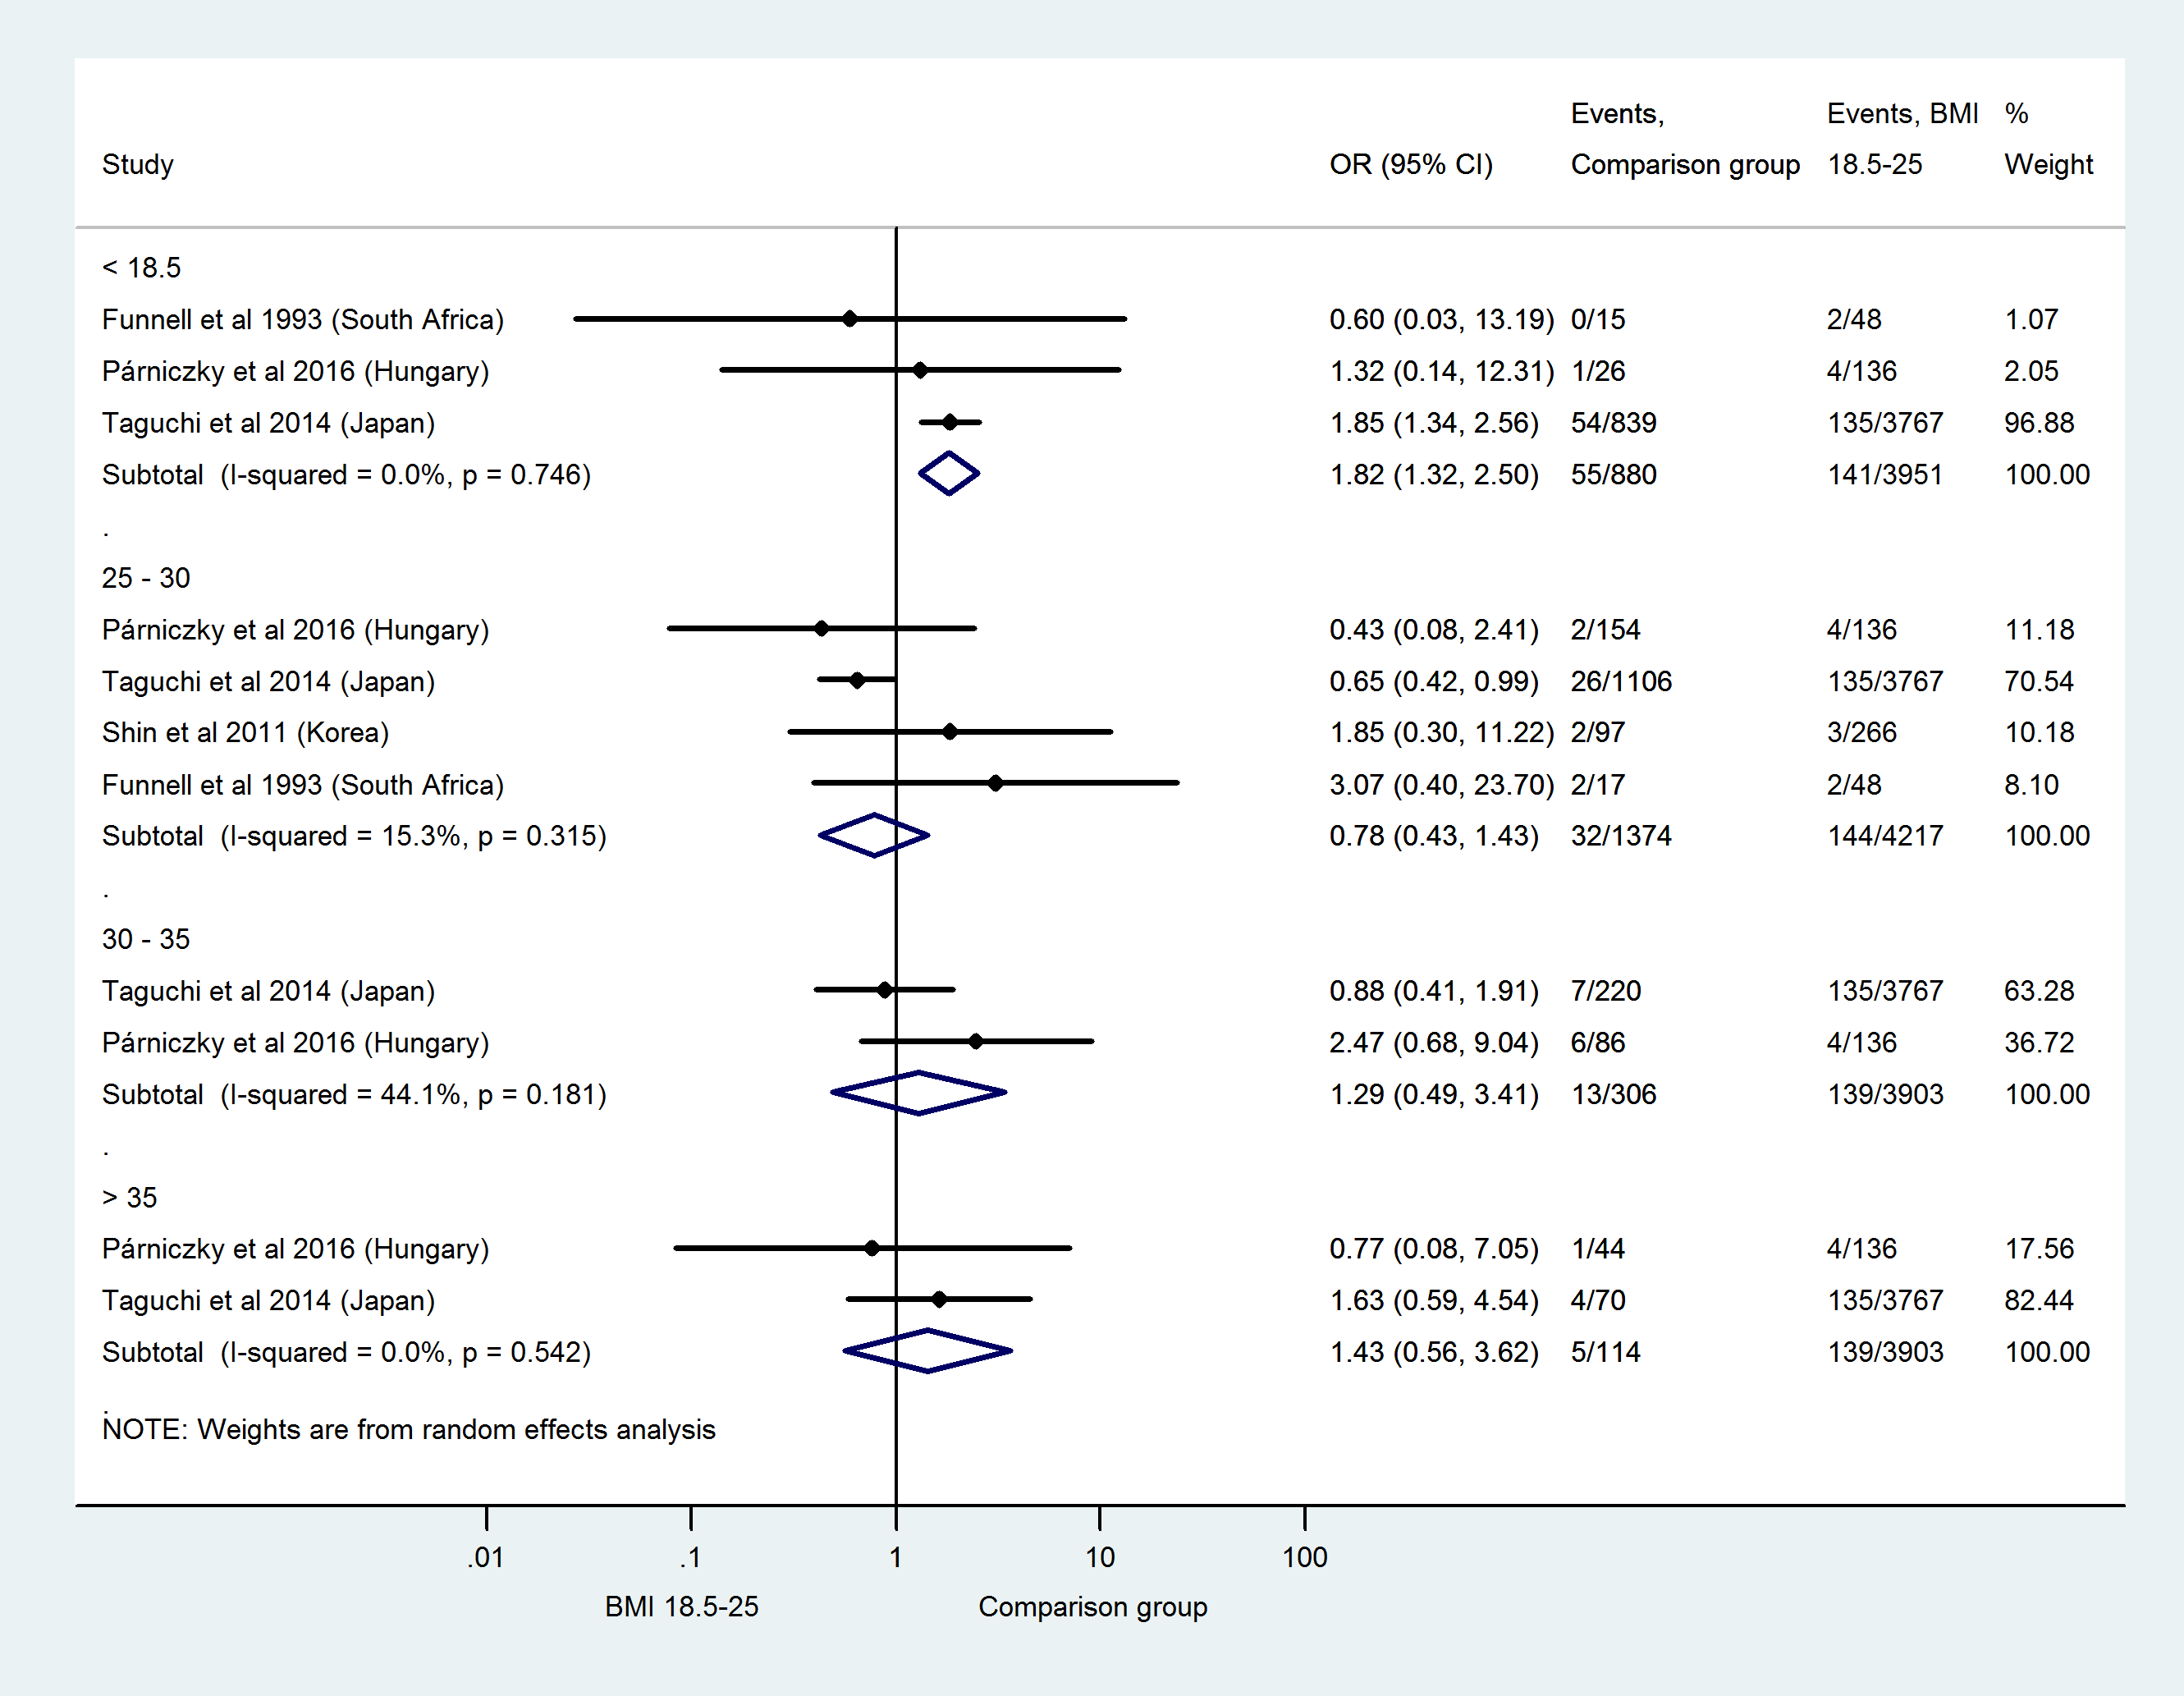 Events,	Events, BMI	%
Study	OR (95% CI)	Comparison group	18.5-25	Weight
< 18.5
Funnell et al 1993 (South Africa)	0.60 (0.03, 13.19)	0/15	2/48	1.07
Párniczky et al 2016 (Hungary)	1.32 (0.14, 12.31)	1/26	4/136	2.05
Taguchi et al 2014 (Japan)	1.85 (1.34, 2.56)	54/839	135/3767	96.88
Subtotal (I-squared = 0.0%, p = 0.746)	1.82 (1.32, 2.50)	55/880	141/3951	100.00
.
25 - 30
Párniczky et al 2016 (Hungary)	0.43 (0.08, 2.41)	2/154	4/136	11.18
Taguchi et al 2014 (Japan)	0.65 (0.42, 0.99)	26/1106	135/3767	70.54
Shin et al 2011 (Korea)	1.85 (0.30, 11.22)	2/97	3/266	10.18
Funnell et al 1993 (South Africa)	3.07 (0.40, 23.70)	2/17	2/48	8.10
Subtotal (I-squared = 15.3%, p = 0.315)	0.78 (0.43, 1.43)	32/1374	144/4217	100.00
.
30 - 35
Taguchi et al 2014 (Japan)	0.88 (0.41, 1.91)	7/220	135/3767	63.28
Párniczky et al 2016 (Hungary)	2.47 (0.68, 9.04)	6/86	4/136	36.72
Subtotal (I-squared = 44.1%, p = 0.181)	1.29 (0.49, 3.41)	13/306	139/3903	100.00
.
> 35
Párniczky et al 2016 (Hungary)	0.77 (0.08, 7.05)	1/44	4/136	17.56
Taguchi et al 2014 (Japan)	1.63 (0.59, 4.54)	4/70	135/3767	82.44
Subtotal (I-squared = 0.0%, p = 0.542)	1.43 (0.56, 3.62)	5/114	139/3903	100.00
.
NOTE: Weights are from random effects analysis
.01	.1	1	10	100
BMI 18.5-25	Comparison group